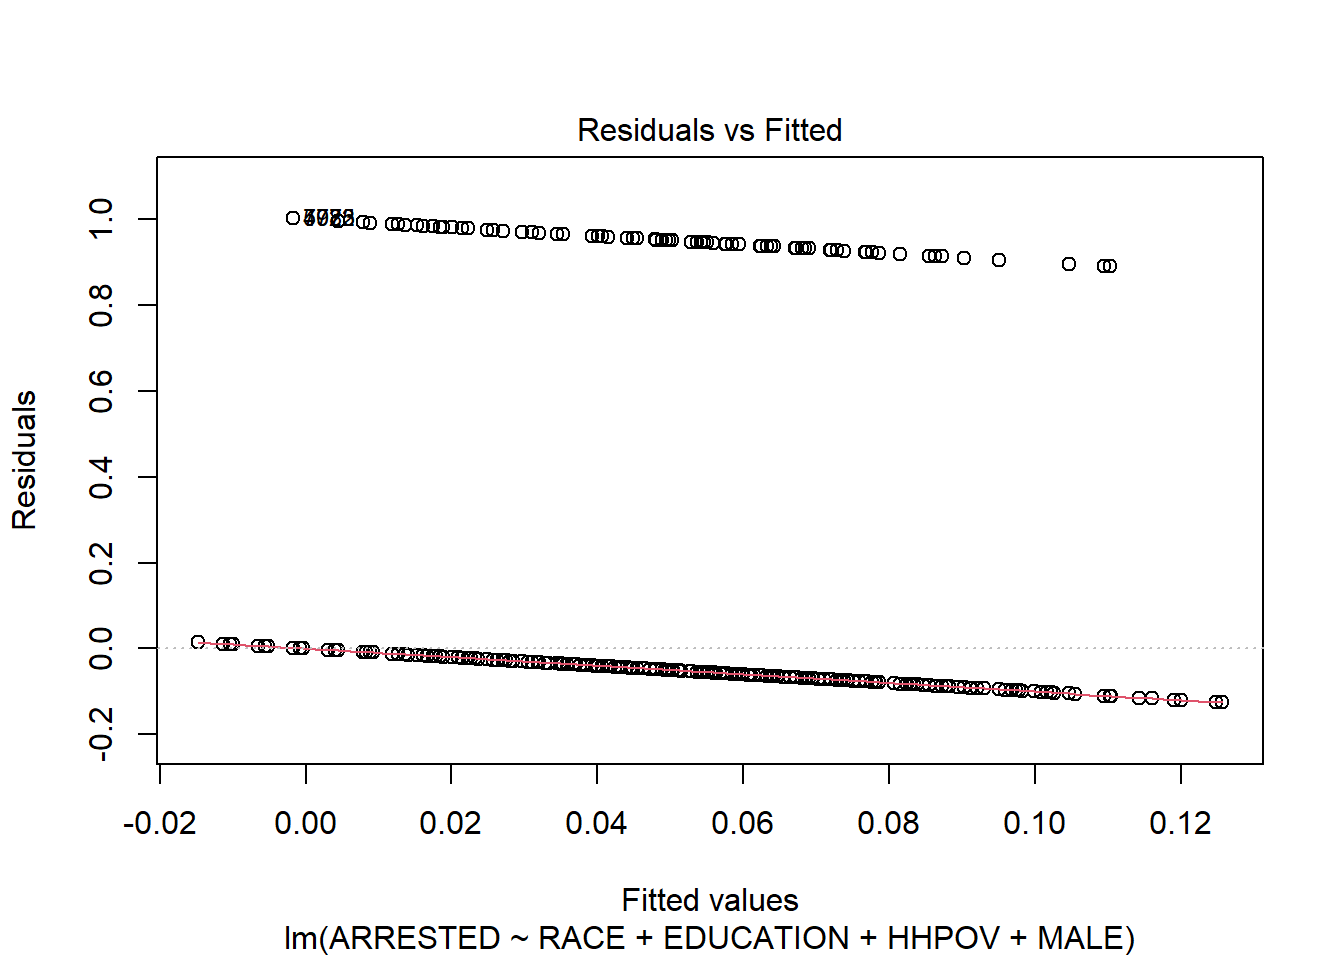 Residuals vs Fitted
Residuals
1.0
0.8
0.6
0.4
0.2
0.0
-0.2
-0.02 0.00 0.02 0.04 0.06 0.08 0.10 0.12
Fitted values
lm(ARRESTED ~ RACE + EDUCATION + HHPOV + MALE)